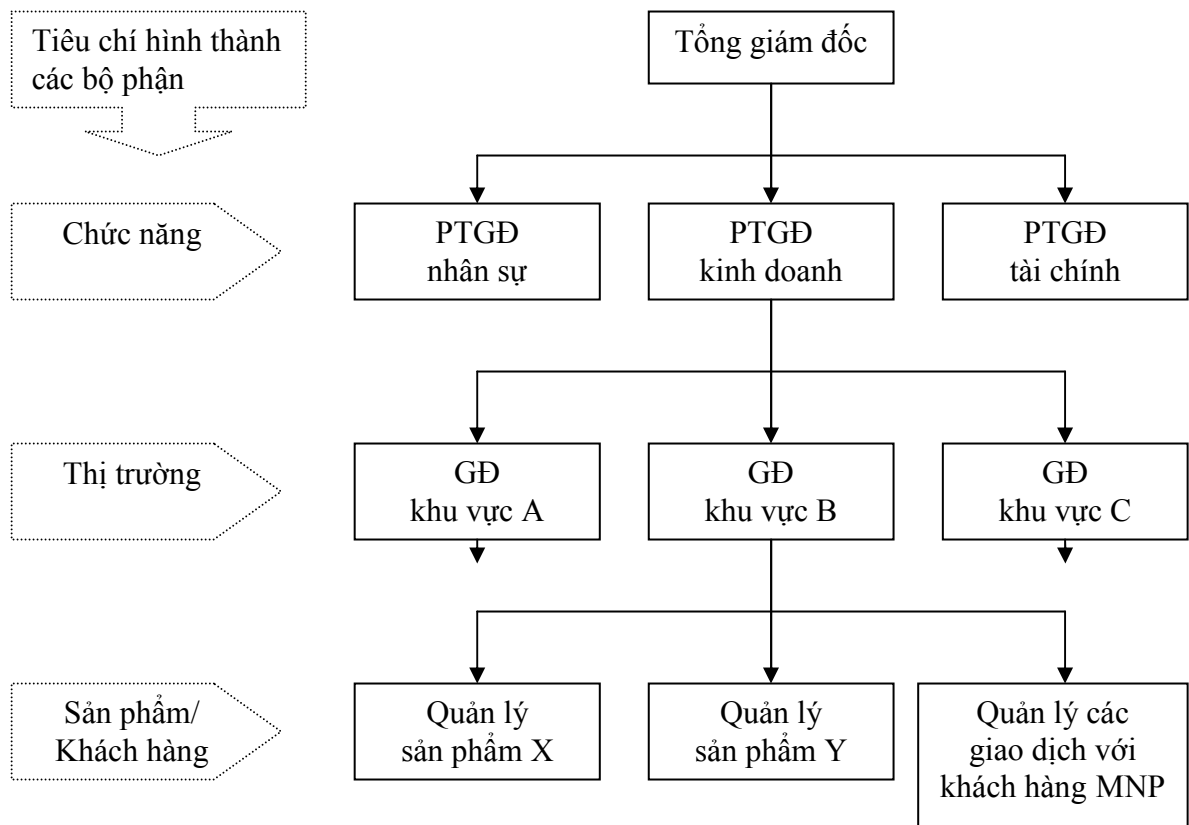 Tiêu chí hình thành
các bộ phận
Tổng giám đốc
Chức năng
PTGĐ
nhân sự
PTGĐ
kinh doanh
PTGĐ
tài chính
Thị trường
GĐ
khu vực A
GĐ
khu vực B
GĐ
khu vực C
Sản phẩm/
Khách hàng
Quản lý
sản phẩm X
Quản lý
sản phẩm Y
Quản lý các
giao dịch với
khách hàng MNP